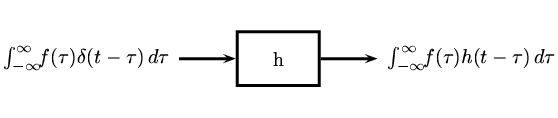 ∫_{-∞}^{∞} f(τ)δ(t − τ) dτ h ∫_{-∞}^{∞} f(τ)h(t − τ) dτ